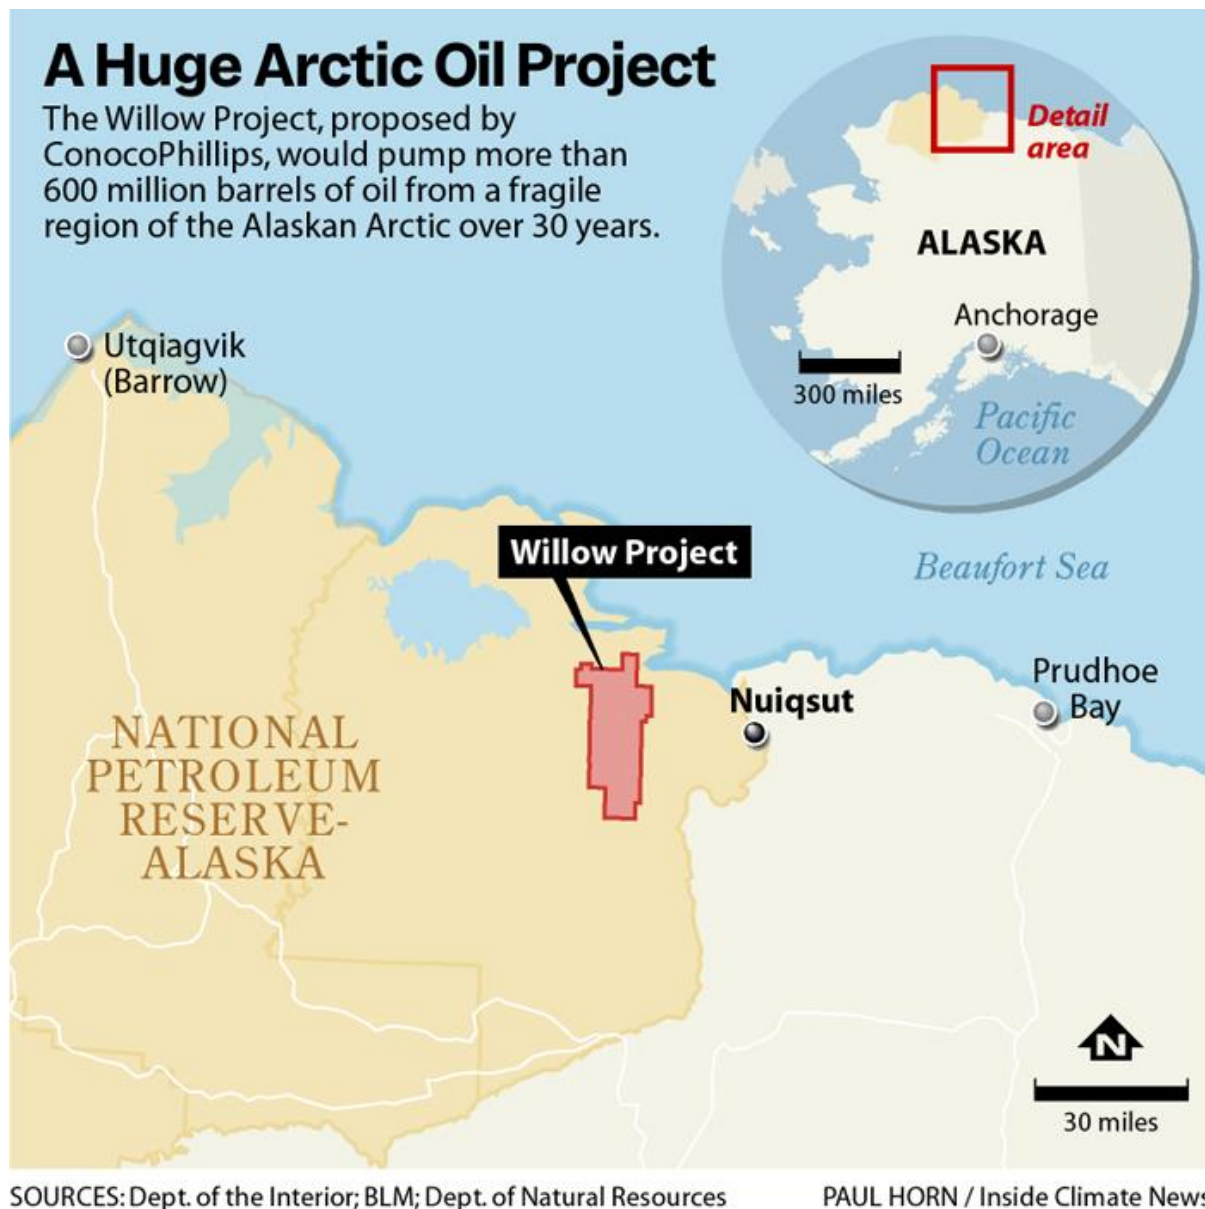 A Huge Arctic Oil Project
The Willow Project, proposed by
ConocoPhillips, would pump more than
600 million barrels of oil from a fragile
region of the Alaskan Arctic over 30 years.
Detail
area
ALASKA
Anchorage
300 miles
Pacific
Ocean
Utqiagvik
(Barrow)
Willow Project
Beaufort Sea
Prudhoe
Bay
Nuiqsut
NATIONAL
PETROLEUM
RESERVE-
ALASKA
N
30 miles
SOURCES: Dept. of the Interior; BLM; Dept. of Natural Resources
PAUL HORN / Inside Climate News